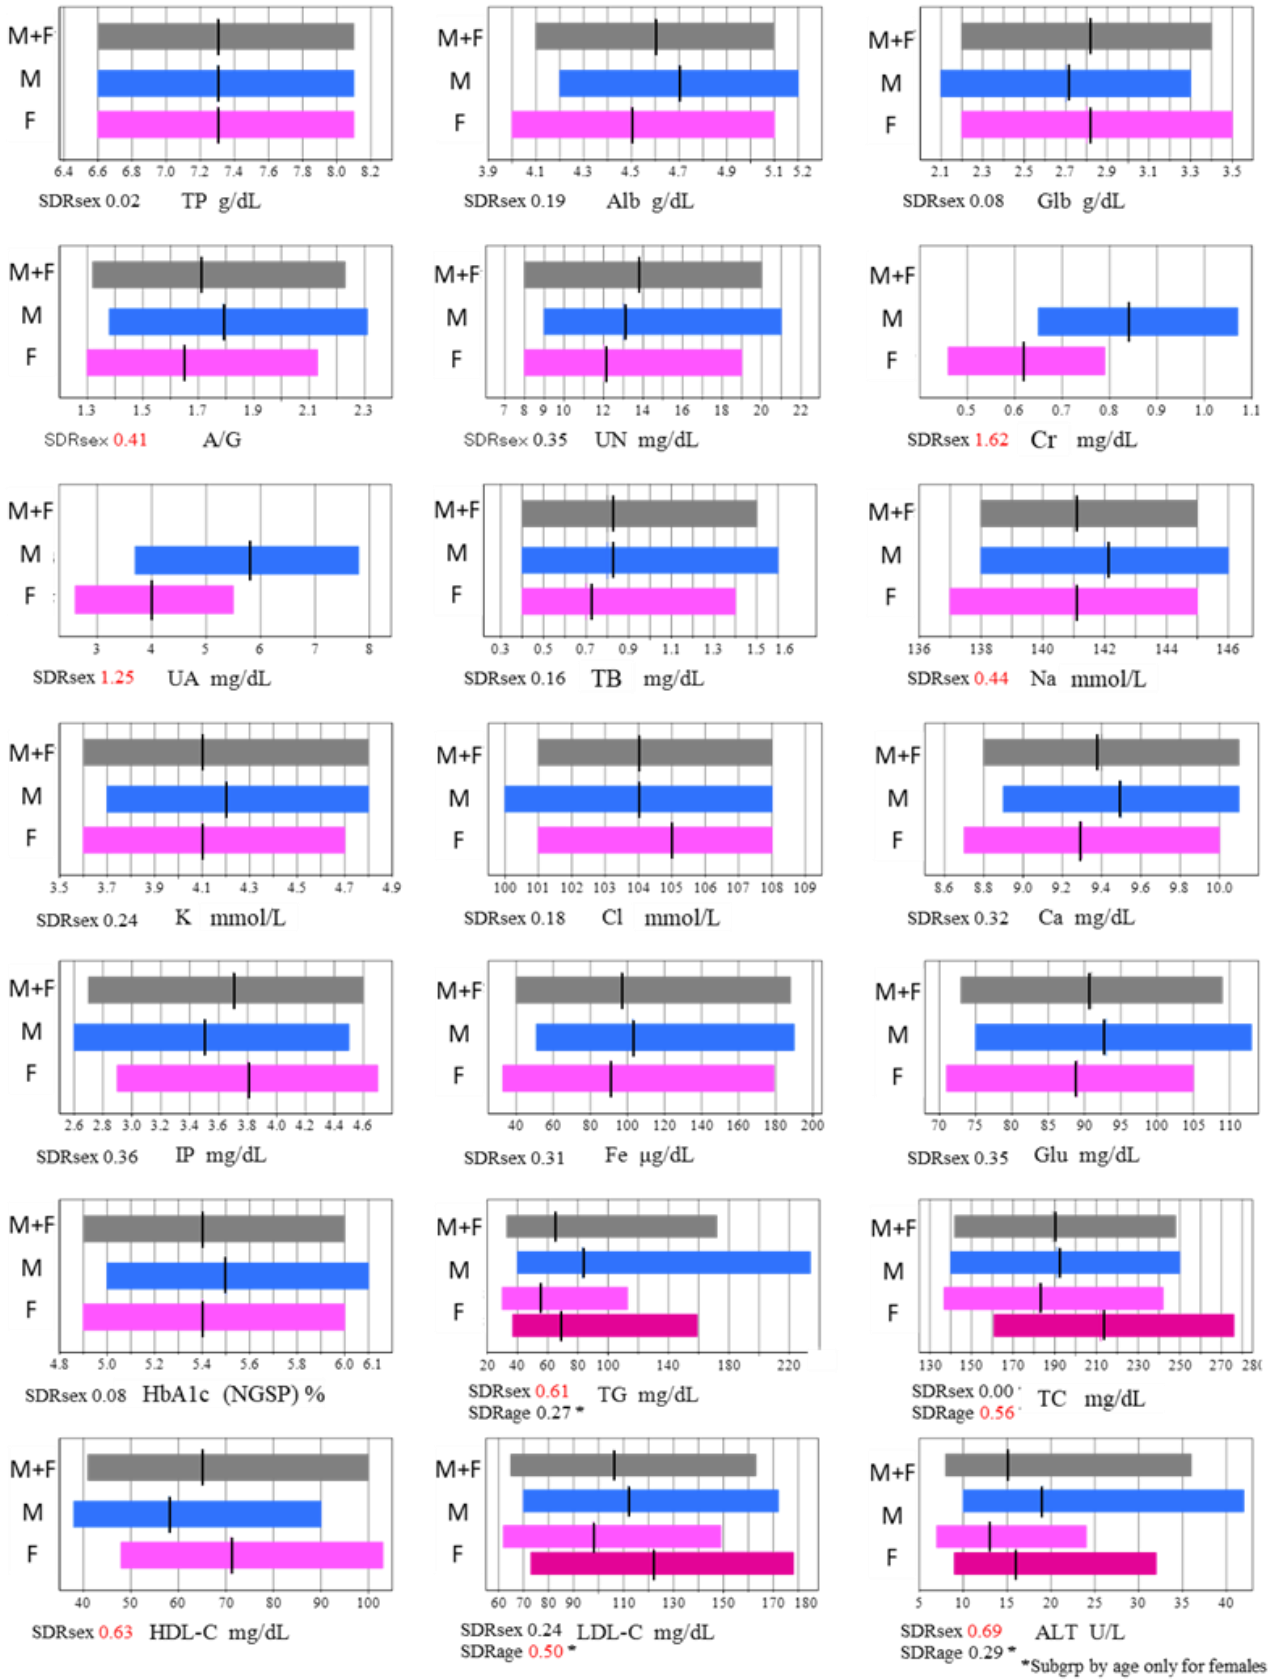 M+F M+F M+F
M M M
F F F
6.4 6.6 6.8 7.0 7.2 7.4 7.6 7.8 8.0 8.2 3.9 4.1 4.3 4.5 4.7 4.9 5.1 5.2 2.1 2.3 2.5 2.7 2.9 3.1 3.3 3.5
SDRsex 0.02 TP g/dL SDRsex 0.19 Alb g/dL SDRsex 0.08 Glb g/dL
M+F M+F M+F
M M M
F F F
1.3 1.5 1.7 1.9 2.1 2.3 7 8 9 10 12 14 16 18 20 22 0.5 0.6 0.8 0.9 1.0 1.1
SDRsex 0.41 A/G SDRsex 0.35 UN mg/dL SDRsex 1.62 Cr mg/dL
M+F M+F M+F
M M M
F F F
3 4 5 6 7 8 0.3 0.5 0.6 0.8 0.9 1.1 1.3 1.5 1.6 136 138 140 142 144 146
SDRsex 1.25 UA mg/dL SDRsex 0.16 TB mg/dL SDRsex 0.44 Na mmol/L
M+F M+F M+F
M M M
F F F
3.5 3.7 3.9 4.1 4.3 4.5 4.7 4.9 100 101 102 103 104 105 106 107 108 109 8.6 8.8 9.0 9.2 9.4 9.6 9.8 10.0
SDRsex 0.24 K mmol/L SDRsex 0.18 Cl mmol/L SDRsex 0.32 Ca mg/dL
M+F M+F M+F
M M M
F F F
2.6 2.8 3.0 3.2 3.4 3.6 3.8 4.0 4.2 4.4 4.6 40 60 80 100 120 140 160 180 200 70 75 80 85 90 95 100 105 110
SDRsex 0.36 IP mg/dL SDRsex 0.31 Fe µg/dL SDRsex 0.35 Glu mg/dL
M+F M+F M+F
M M M
F F F
4.8 5.0 5.2 5.4 5.6 5.8 6.0 6.1 20 40 60 100 140 180 220 130 150 170 190 210 230 250 270 28
SDRsex 0.08 HbA1c (NGSP) % SDRsex 0.61 TG mg/dL SDRsex 0.00 TC mg/dL
SDRage 0.27 * SDRage 0.56
M+F M+F M+F
M M M
F F F
40 50 60 70 80 90 100 60 70 80 90 110 130 150 170 180 5 10 15 20 25 30 35 40
SDRsex 0.63 HDL-C mg/dL SDRsex 0.24 LDL-C mg/dL SDRsex 0.69 ALT U/L
SDRage 0.50 * SDRage 0.29 * *Subgrp by age only for females